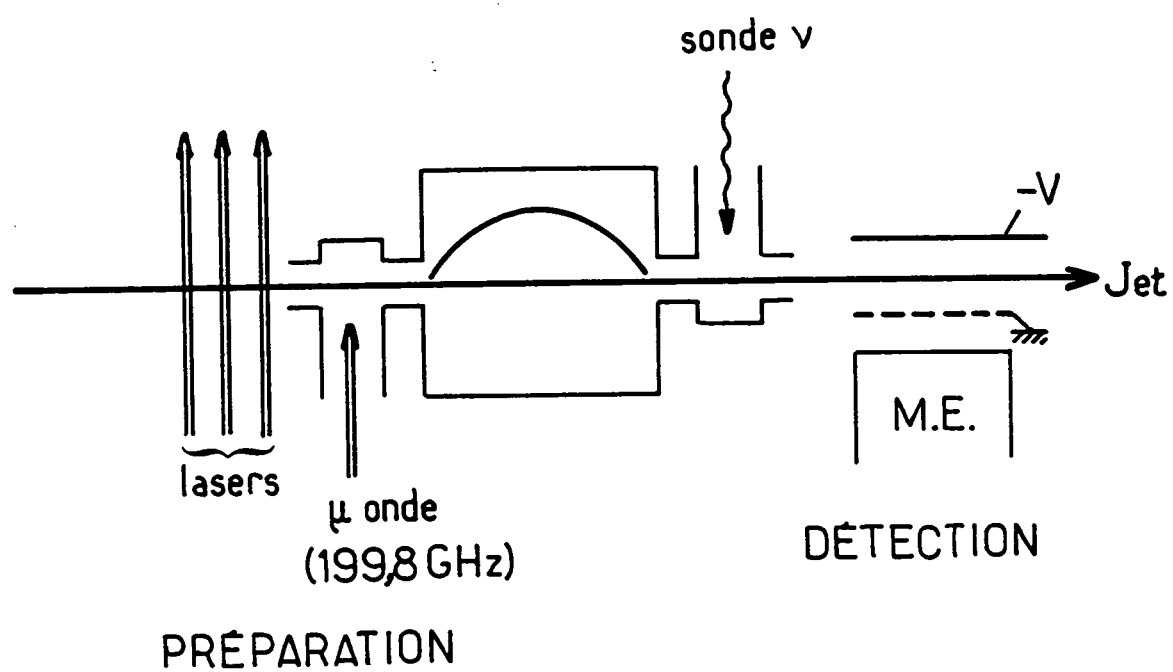 sonde ν
-V
Jet
lasers
M.E.
μ onde
(199,8 GHz)
DÉTECTION
PRÉPARATION